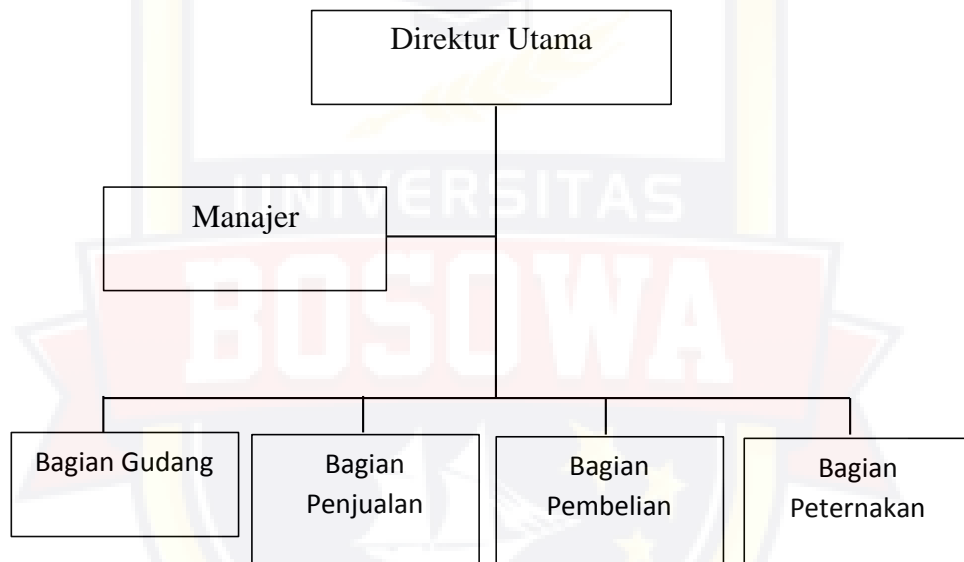 Direktur Utama
UNIVERSITAS
Manajer
BOSOWA
Bagian Gudang
Bagian
Penjualan
Bagian
Pembelian
Bagian
Peternakan